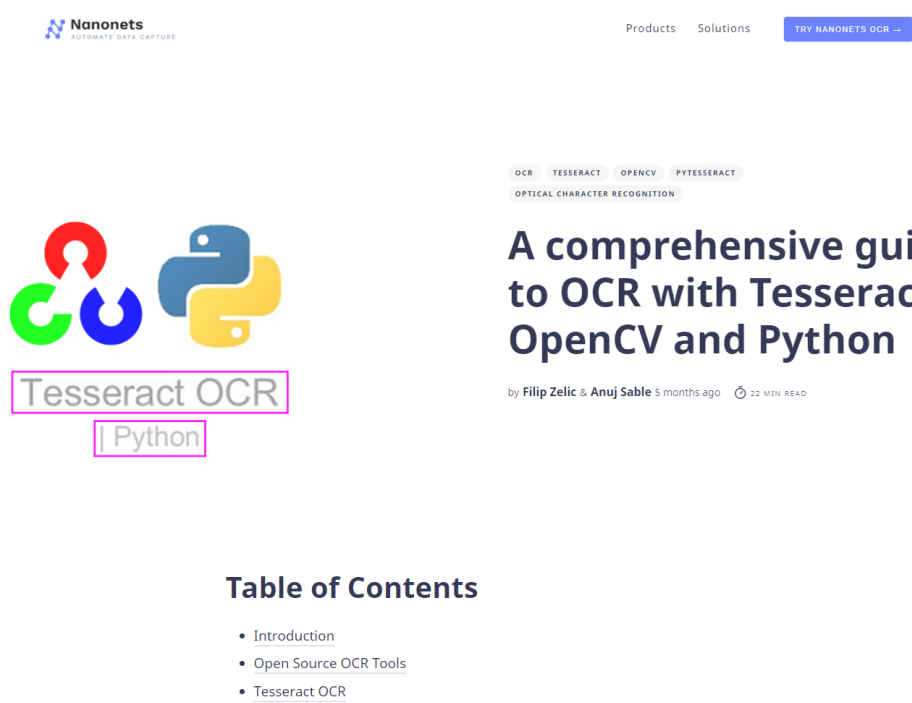 Nanonets
AUTOMATE DATA CAPTURE
Products Solutions TRY NANONETS OCR →
OCR TESSERACT OPENCV PYTESSERACT
OPTICAL CHARACTER RECOGNITION
A comprehensive gui
to OCR with Tesserac
OpenCV and Python
by Filip Zelic & Anuj Sable 5 months ago 22 MIN READ
Tesseract OCR
| Python
Table of Contents
• Introduction
• Open Source OCR Tools
• Tesseract OCR